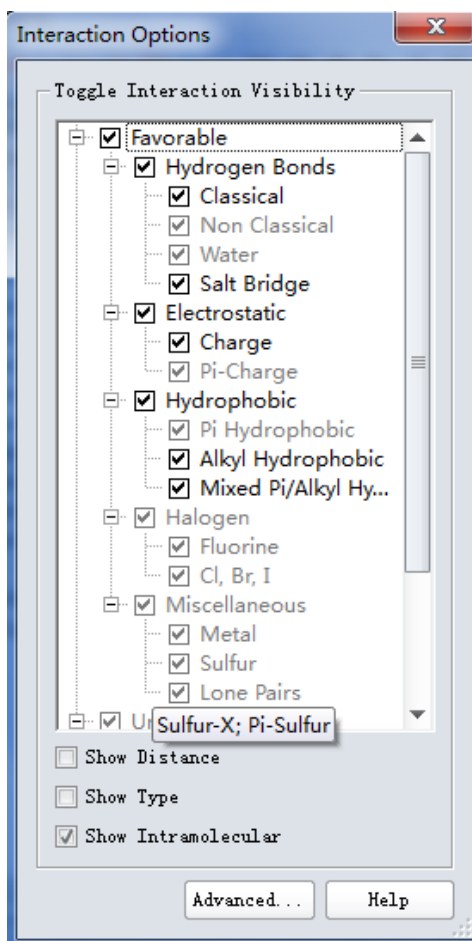 Interaction Options
Toggle Interaction Visibility
Favorable
Hydrogen Bonds
Classical
Non Classical
Water
Salt Bridge
Electrostatic
Charge
Pi-Charge
Hydrophobic
Pi Hydrophobic
Alkyl Hydrophobic
Mixed Pi/Alkyl Hy...
Halogen
Fluorine
Cl, Br, I
Miscellaneous
Metal
Sulfur
Lone Pairs
Sulfur-X; Pi-Sulfur
Show Distance
Show Type
Show Intramolecular
Advanced... Help